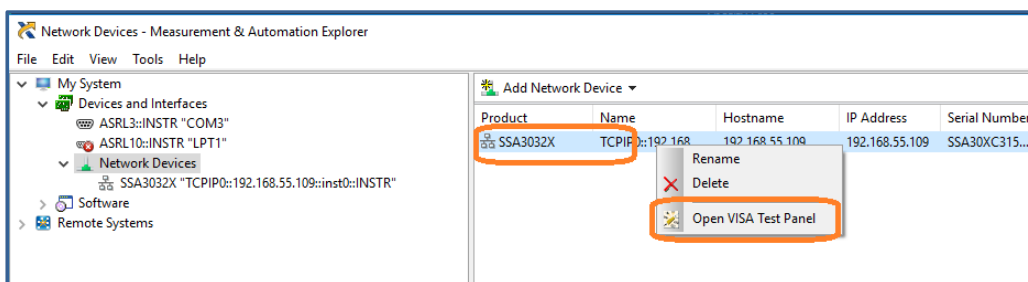 Network Devices - Measurement & Automation Explorer
File Edit View Tools Help
My System
Devices and Interfaces
ASRL3::INSTR "COM3"
ASRL10::INSTR "LPT1"
Network Devices
SSA3032X "TCPIP0::192.168.55.109::inst0::INSTR"
Software
Remote Systems
Add Network Device
Product Name Hostname IP Address Serial Number
SSA3032X TCPIP0::192.168 192.168.55.109 192.168.55.109 SSA30XC315...
Rename
Delete
Open VISA Test Panel